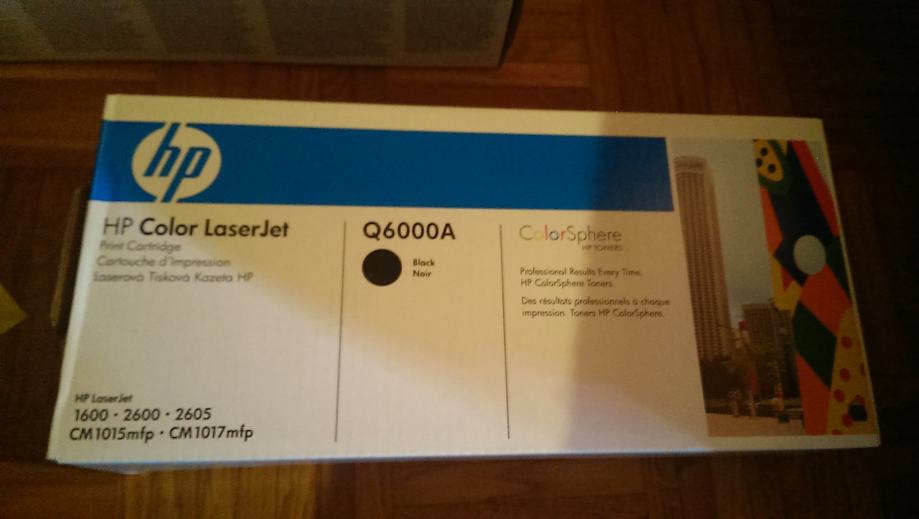 hp
HP Color LaserJet
Print Cartridge
Cartouche d'Impression
Laserová Tisková Kazeta HP
HP LaserJet
1600 · 2600 · 2605
CM1015mfp · CM1017mfp
Q6000A
Black
Noir
ColorSphere
HP TONERS
Professional Results Every Time.
HP ColorSphere Toners.
Des résultats professionnels à chaque
impression. Toners HP ColorSphere.